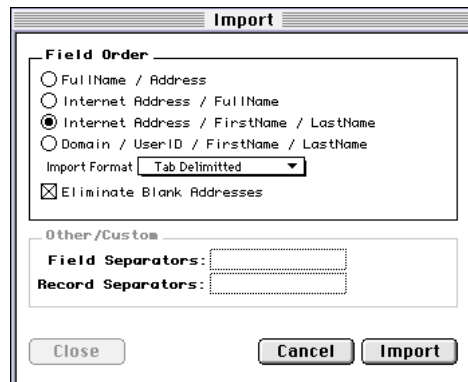 Import
Field Order
FullName / Address
Internet Address / FullName
Internet Address / FirstName / LastName
Domain / UserID / FirstName / LastName
Import Format Tab Delimitted
Eliminate Blank Addresses
Other/Custom
Field Separators:
Record Separators:
Close Cancel Import